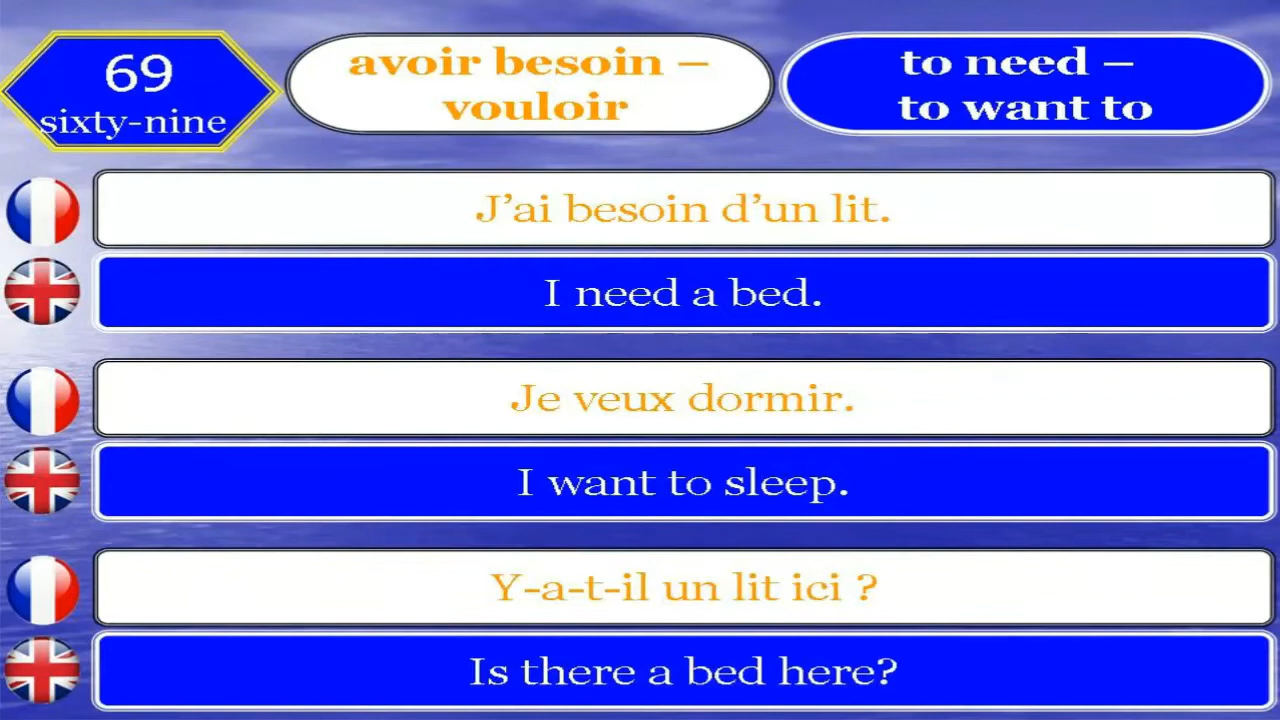 69
sixty-nine
avoir besoin –
vouloir
to need –
to want to
J’ai besoin d’un lit.
I need a bed.
Je veux dormir.
I want to sleep.
Y-a-t-il un lit ici ?
Is there a bed here?